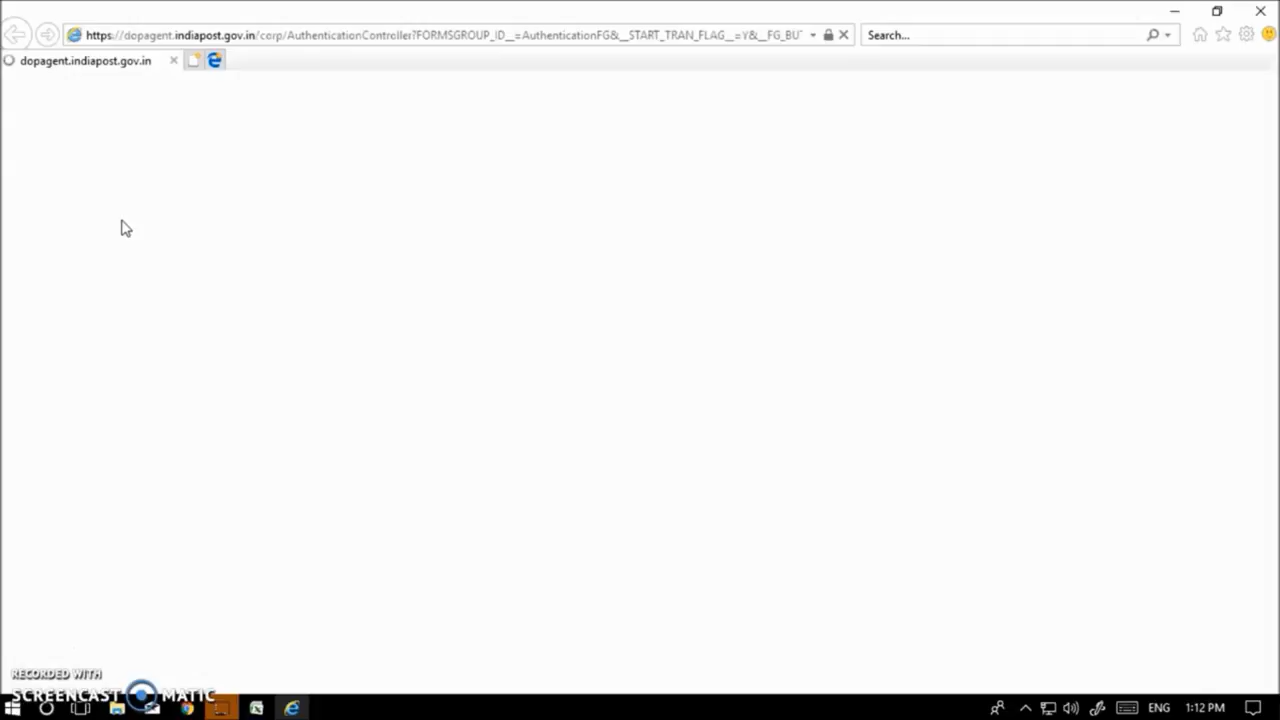 https://dopagent.indiapost.gov.in/corp/AuthenticationController?FORMSGROUP_ID__=AuthenticationFG&__START_TRAN_FLAG__=Y&__FG_BU
Search...
dopagent.indiapost.gov.in
RECORDED WITH
SCREENCAST MATIC
ENG
1:12 PM